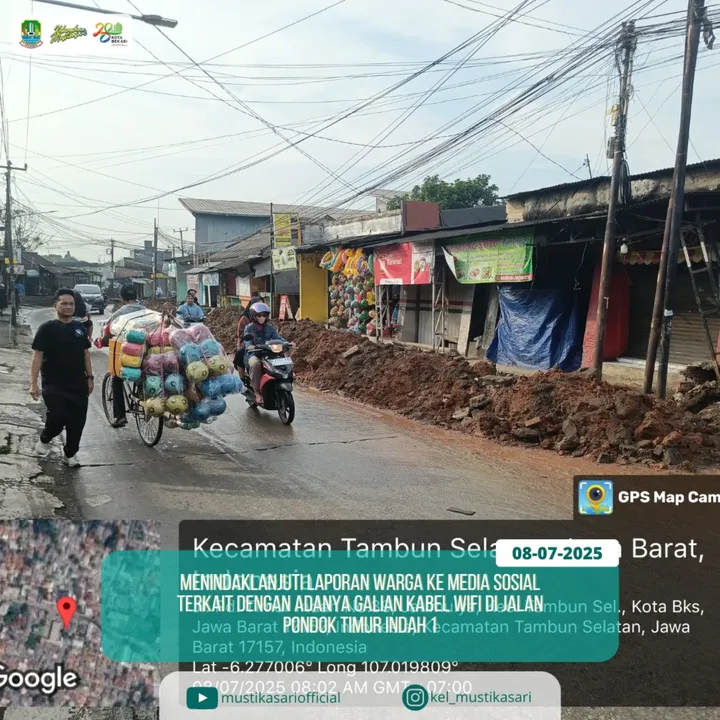 KOTA BEKASI
GPS Map Cam
Kecamatan Tambun Sela
Barat,
08-07-2025
MENINDAKLANJUTI LAPORAN WARGA KE MEDIA SOSIAL
TERKAIT DENGAN ADANYA GALIAN KABEL WIFI DI JALAN
PONDOK TIMUR INDAH 1
mbun Sel., Kota Bks,
Jawa Barat
Kecamatan Tambun Selatan, Jawa
Barat 17157, Indonesia
Lat -6.277006° Long 107.019809°
08/07/2025 08:02 AM GMT +07:00
Google
mustikasariofficial
kel_mustikasari